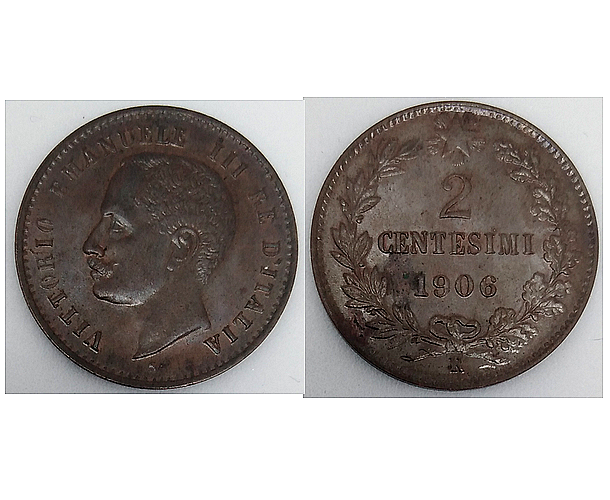 VITTORIO EMANUELE III RE D'ITALIA
2
CENTESIMI
1906